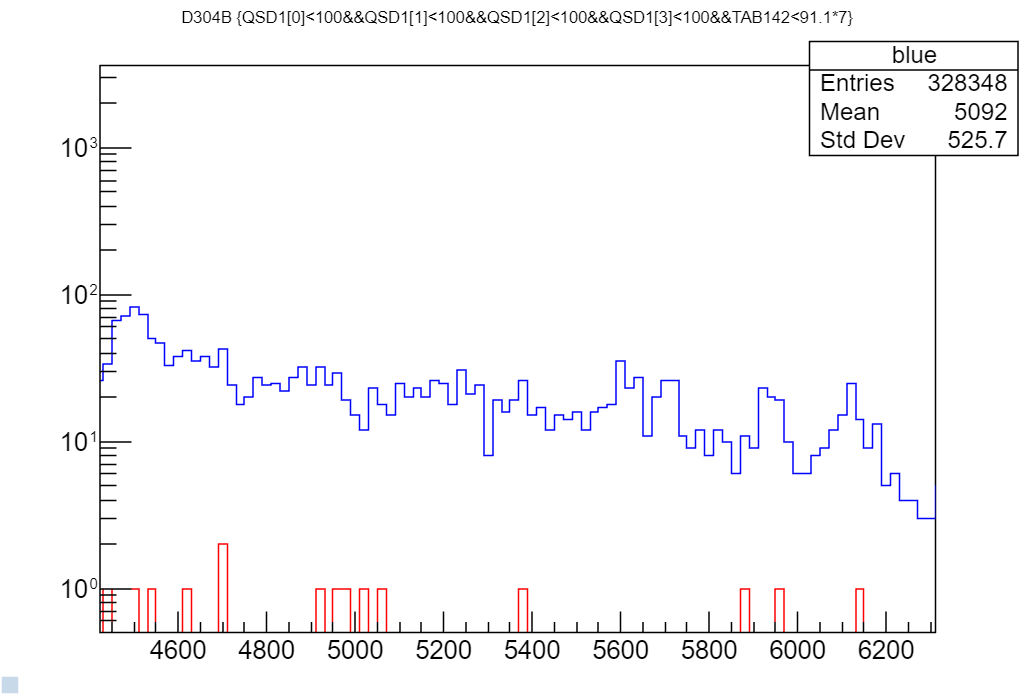 D304B {QSD1[0]<100&&QSD1[1]<100&&QSD1[2]<100&&QSD1[3]<100&&TAB142<91.1*7}
blue
Entries 328348
Mean 5092
Std Dev 525.7
10³
10²
10¹
10⁰
4600 4800 5000 5200 5400 5600 5800 6000 6200